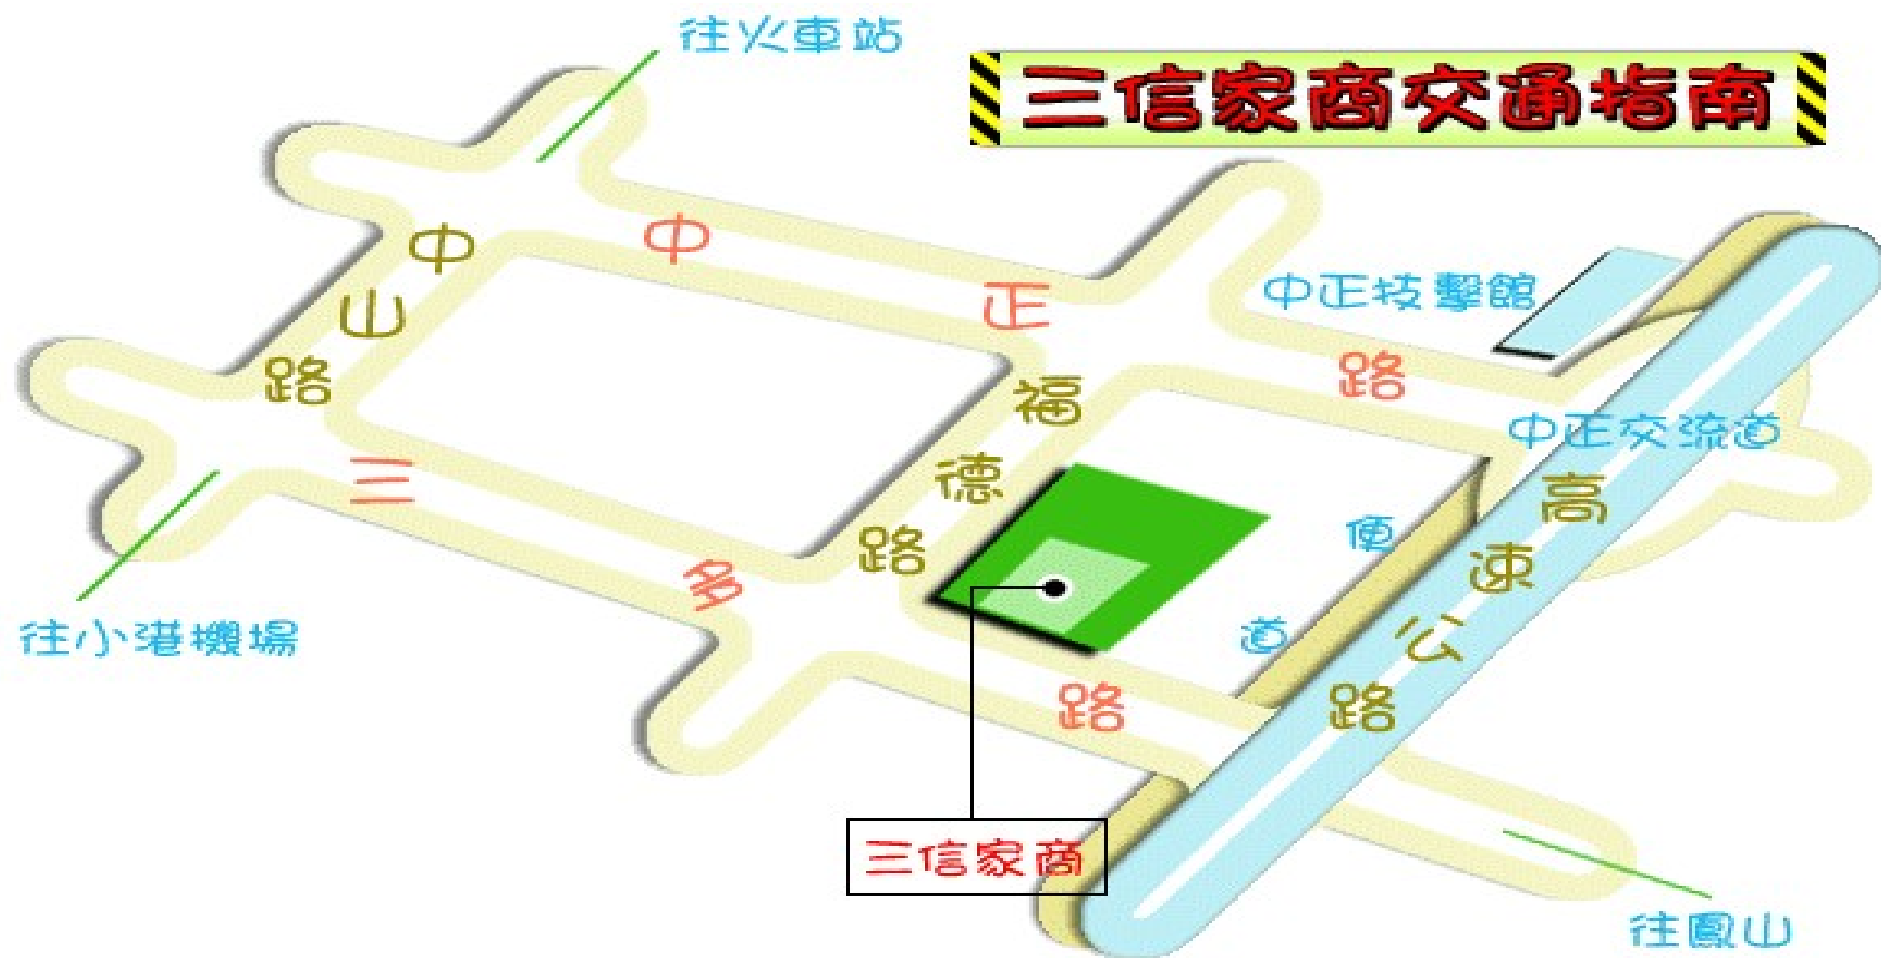 往火車站
三信家商交通指南
中山路
中正路
中正技擊館
中正交流道
福德路
三多路
便道
高速公路
往小港機場
三信家商
往鳳山